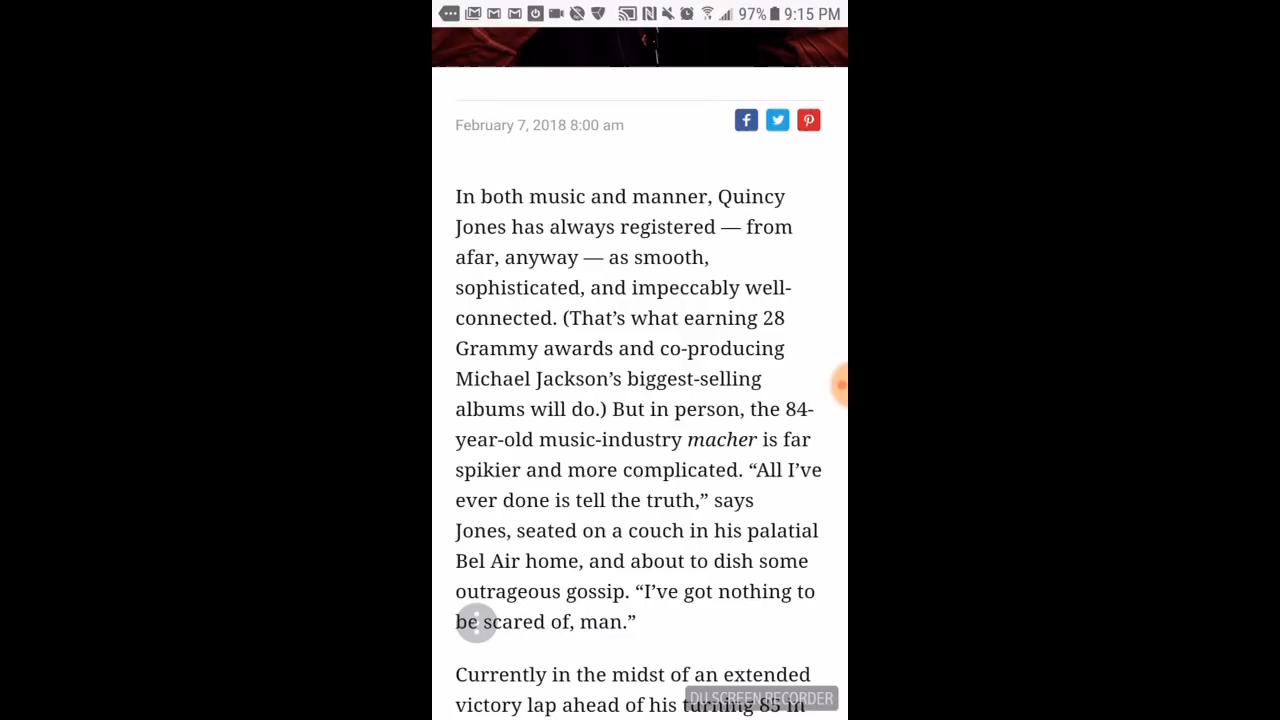 97% 9:15 PM
February 7, 2018 8:00 am
In both music and manner, Quincy
Jones has always registered — from
afar, anyway — as smooth,
sophisticated, and impeccably well-
connected. (That’s what earning 28
Grammy awards and co-producing
Michael Jackson’s biggest-selling
albums will do.) But in person, the 84-
year-old music-industry macher is far
spikier and more complicated. “All I’ve
ever done is tell the truth,” says
Jones, seated on a couch in his palatial
Bel Air home, and about to dish some
outrageous gossip. “I’ve got nothing to
be scared of, man.”
Currently in the midst of an extended
victory lap ahead of his turning 85 in
DU SCREEN RECORDER